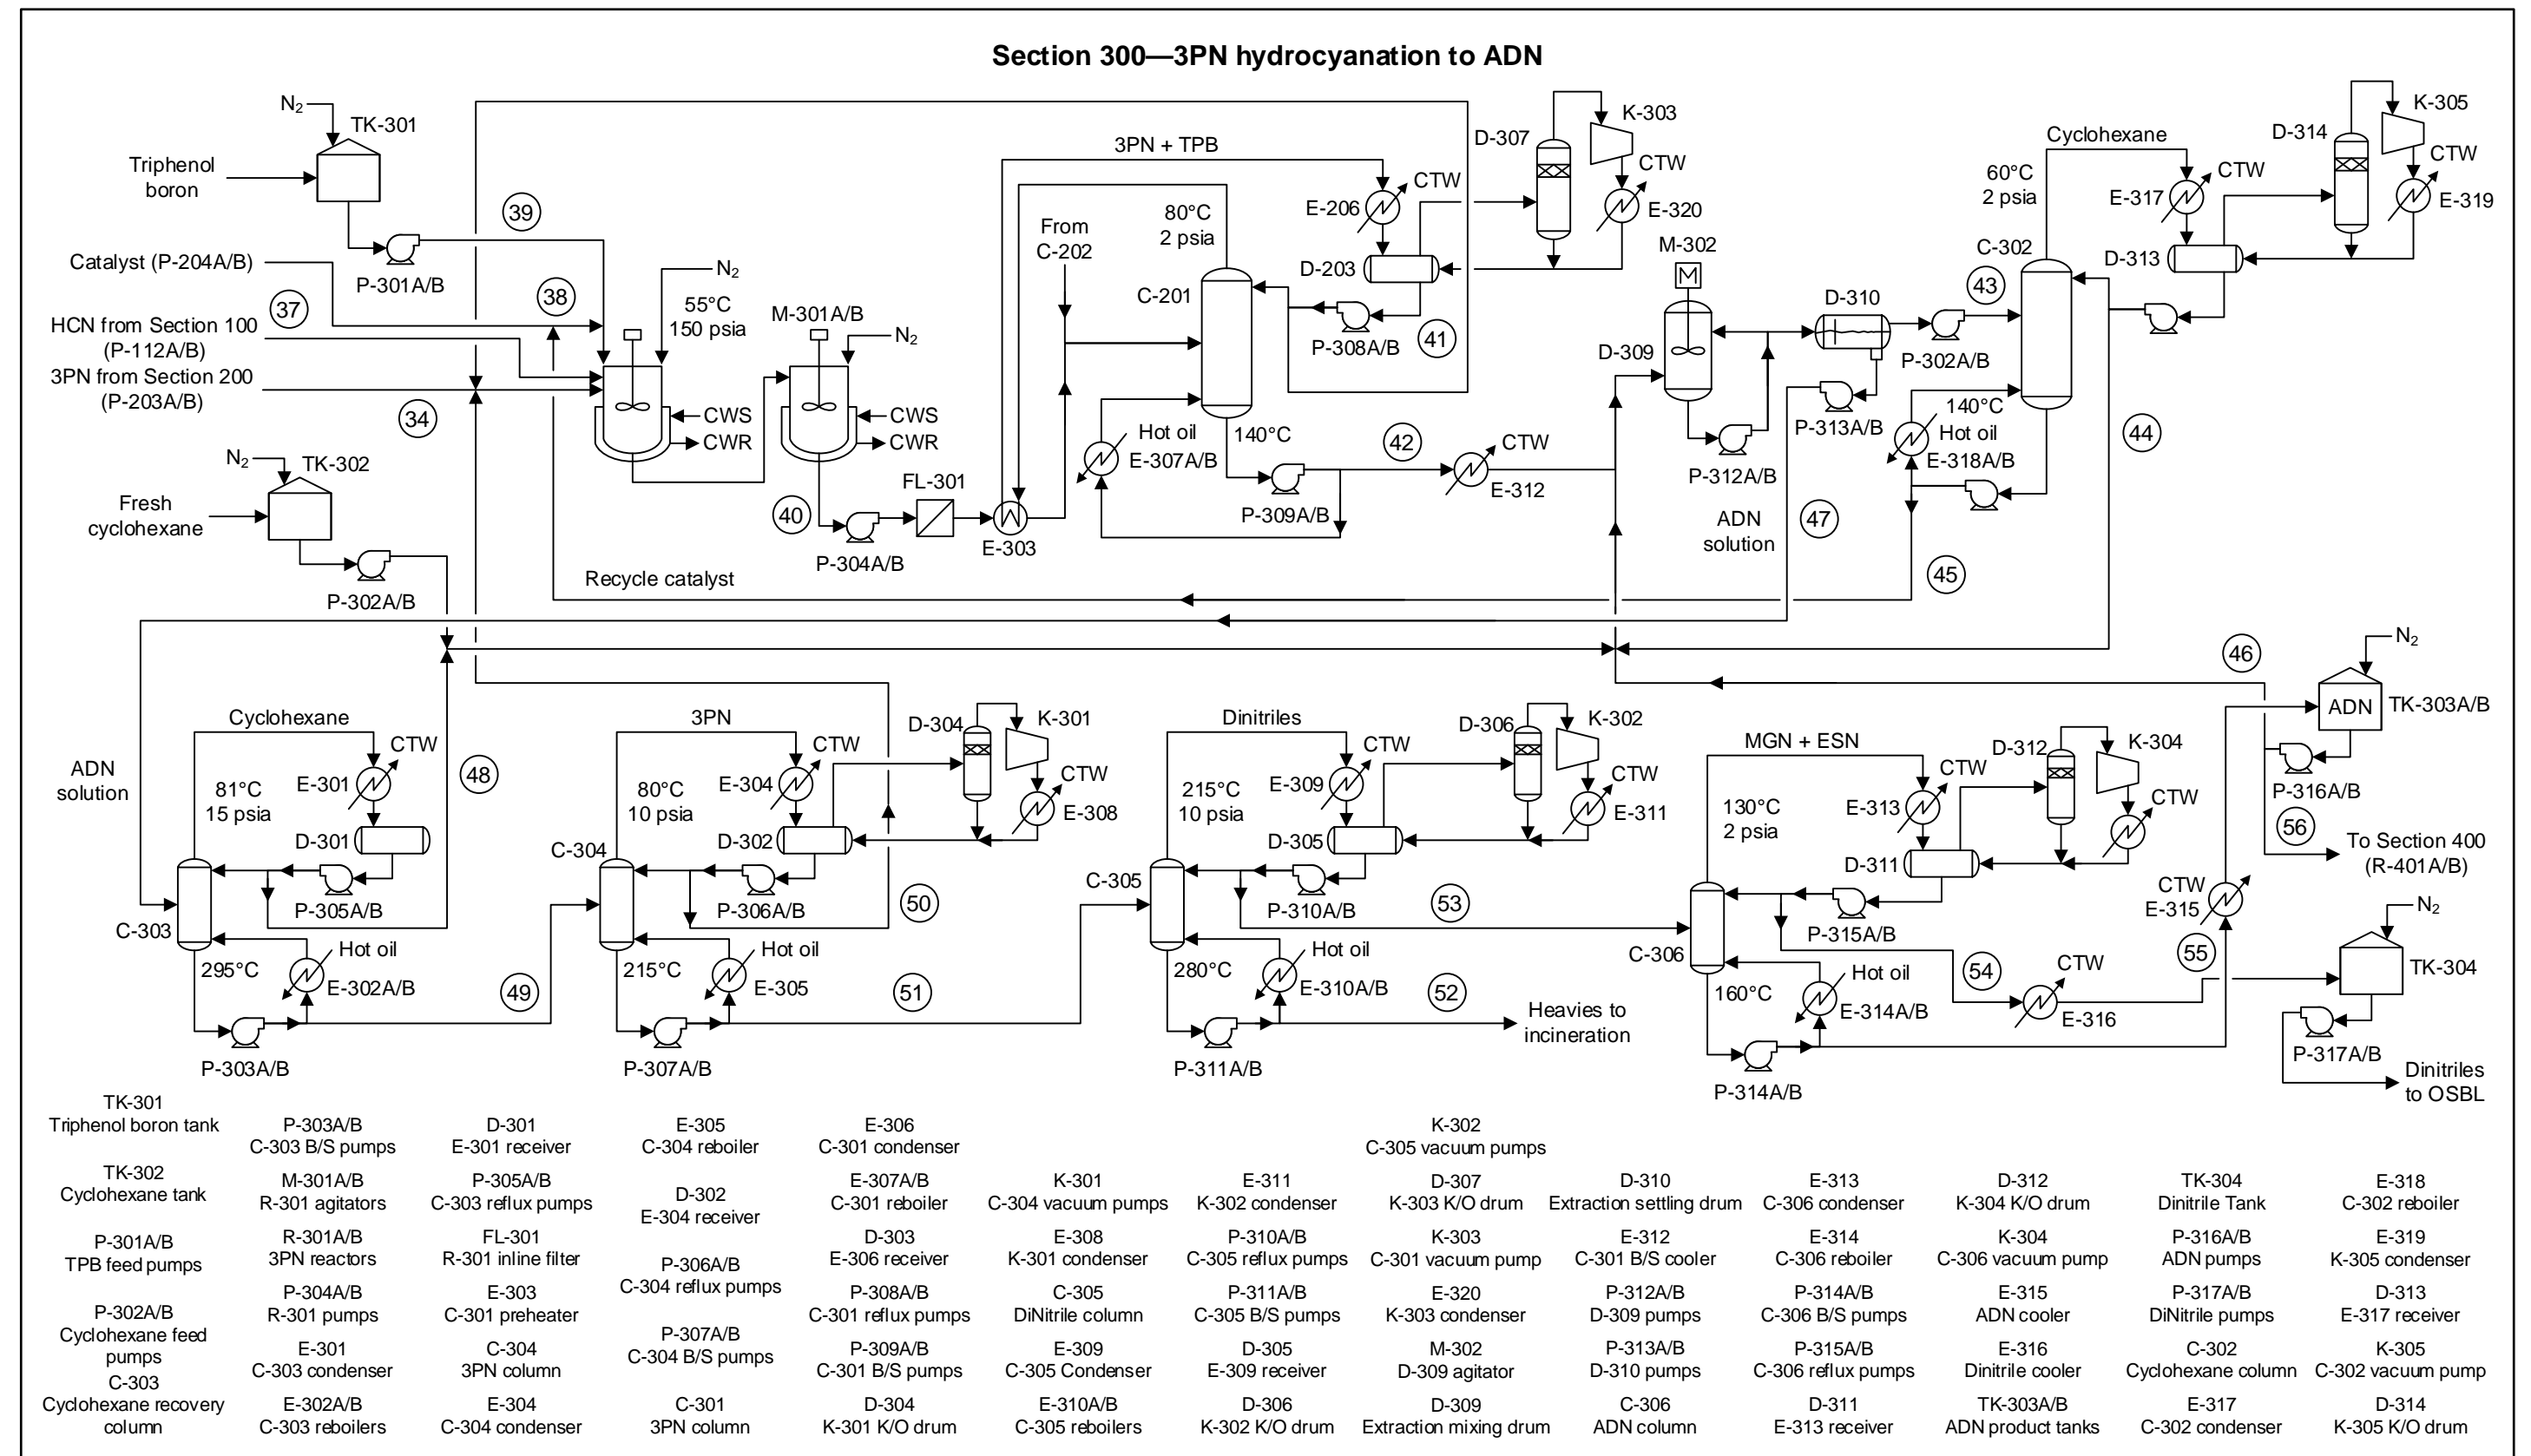 Section 300—3PN hydrocyanation to ADN
N2
TK-301
Triphenol
boron
39
P-301A/B
Catalyst (P-204A/B)
37
38
HCN from Section 100
(P-112A/B)
3PN from Section 200
(P-203A/B)
34
N2
55°C
150 psia
M-301A/B
N2
CWS
CWR
CWS
CWR
N2
TK-302
Fresh
cyclohexane
P-302A/B
40
P-304A/B
FL-301
E-303
From
C-202
3PN + TPB
80°C
2 psia
C-201
E-206
CTW
D-203
P-308A/B
41
D-307
K-303
CTW
E-320
140°C
Hot oil
E-307A/B
P-309A/B
42
CTW
E-312
M-302
M
D-309
P-312A/B
D-310
P-302A/B
P-313A/B
43
Cyclohexane
60°C
2 psia
C-302
CTW
E-317
D-313
D-314
K-305
CTW
E-319
140°C
Hot oil
E-318A/B
44
ADN
solution
47
45
Recycle catalyst
46
N2
ADN
TK-303A/B
P-316A/B
56
To Section 400
(R-401A/B)
ADN
solution
Cyclohexane
81°C
15 psia
CTW
E-301
D-301
P-305A/B
C-303
295°C
Hot oil
E-302A/B
P-303A/B
48
49
3PN
80°C
10 psia
CTW
E-304
D-302
C-304
P-306A/B
D-304
K-301
CTW
E-308
50
215°C
Hot oil
E-305
P-307A/B
51
Dinitriles
215°C
10 psia
CTW
E-309
D-305
C-305
P-310A/B
D-306
K-302
CTW
E-311
53
280°C
Hot oil
E-310A/B
P-311A/B
52
Heavies to
incineration
MGN + ESN
130°C
2 psia
CTW
E-313
D-311
D-312
K-304
CTW
C-306
P-315A/B
160°C
Hot oil
E-314A/B
P-314A/B
54
CTW
E-316
CTW
E-315
55
N2
TK-304
P-317A/B
Dinitriles
to OSBL
TK-301
Triphenol boron tank
TK-302
Cyclohexane tank
P-301A/B
TPB feed pumps
P-302A/B
Cyclohexane feed
pumps
C-303
Cyclohexane recovery
column
P-303A/B
C-303 B/S pumps
M-301A/B
R-301 agitators
R-301A/B
3PN reactors
P-304A/B
R-301 pumps
E-301
C-303 condenser
E-302A/B
C-303 reboilers
D-301
E-301 receiver
P-305A/B
C-303 reflux pumps
FL-301
R-301 inline filter
E-303
C-301 preheater
C-304
3PN column
E-304
C-304 condenser
E-305
C-304 reboiler
D-302
E-304 receiver
P-306A/B
C-304 reflux pumps
P-307A/B
C-304 B/S pumps
C-301
3PN column
E-306
C-301 condenser
E-307A/B
C-301 reboiler
D-303
E-306 receiver
P-308A/B
C-301 reflux pumps
P-309A/B
C-301 B/S pumps
D-304
K-301 K/O drum
K-301
C-304 vacuum pumps
E-308
K-301 condenser
C-305
DiNitrile column
E-309
C-305 Condenser
E-310A/B
C-305 reboilers
E-311
K-302 condenser
P-310A/B
C-305 reflux pumps
P-311A/B
C-305 B/S pumps
D-305
E-309 receiver
D-306
K-302 K/O drum
K-302
C-305 vacuum pumps
D-307
K-303 K/O drum
K-303
C-301 vacuum pump
E-320
K-303 condenser
M-302
D-309 agitator
D-309
Extraction mixing drum
D-310
Extraction settling drum
E-312
C-301 B/S cooler
P-312A/B
D-309 pumps
P-313A/B
D-310 pumps
C-306
ADN column
E-313
C-306 condenser
E-314
C-306 reboiler
P-314A/B
C-306 B/S pumps
P-315A/B
C-306 reflux pumps
D-311
E-313 receiver
D-312
K-304 K/O drum
K-304
C-306 vacuum pump
E-315
ADN cooler
E-316
Dinitrile cooler
TK-303A/B
ADN product tanks
TK-304
Dinitrile Tank
P-316A/B
ADN pumps
P-317A/B
DiNitrile pumps
C-302
Cyclohexane column
E-317
C-302 condenser
E-318
C-302 reboiler
E-319
K-305 condenser
D-313
E-317 receiver
K-305
C-302 vacuum pump
D-314
K-305 K/O drum